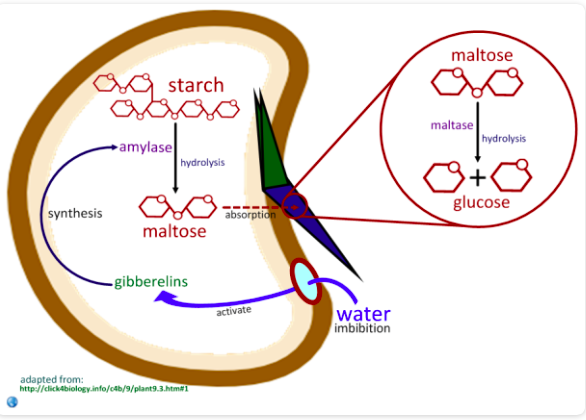 starch
amylase
hydrolysis
synthesis
maltose
absorption
gibberelins
activate
water
imbibition
maltose
maltase
hydrolysis
+
glucose
adapted from:
http://click4biology.info/c4b/9/plant9.3.htm#1